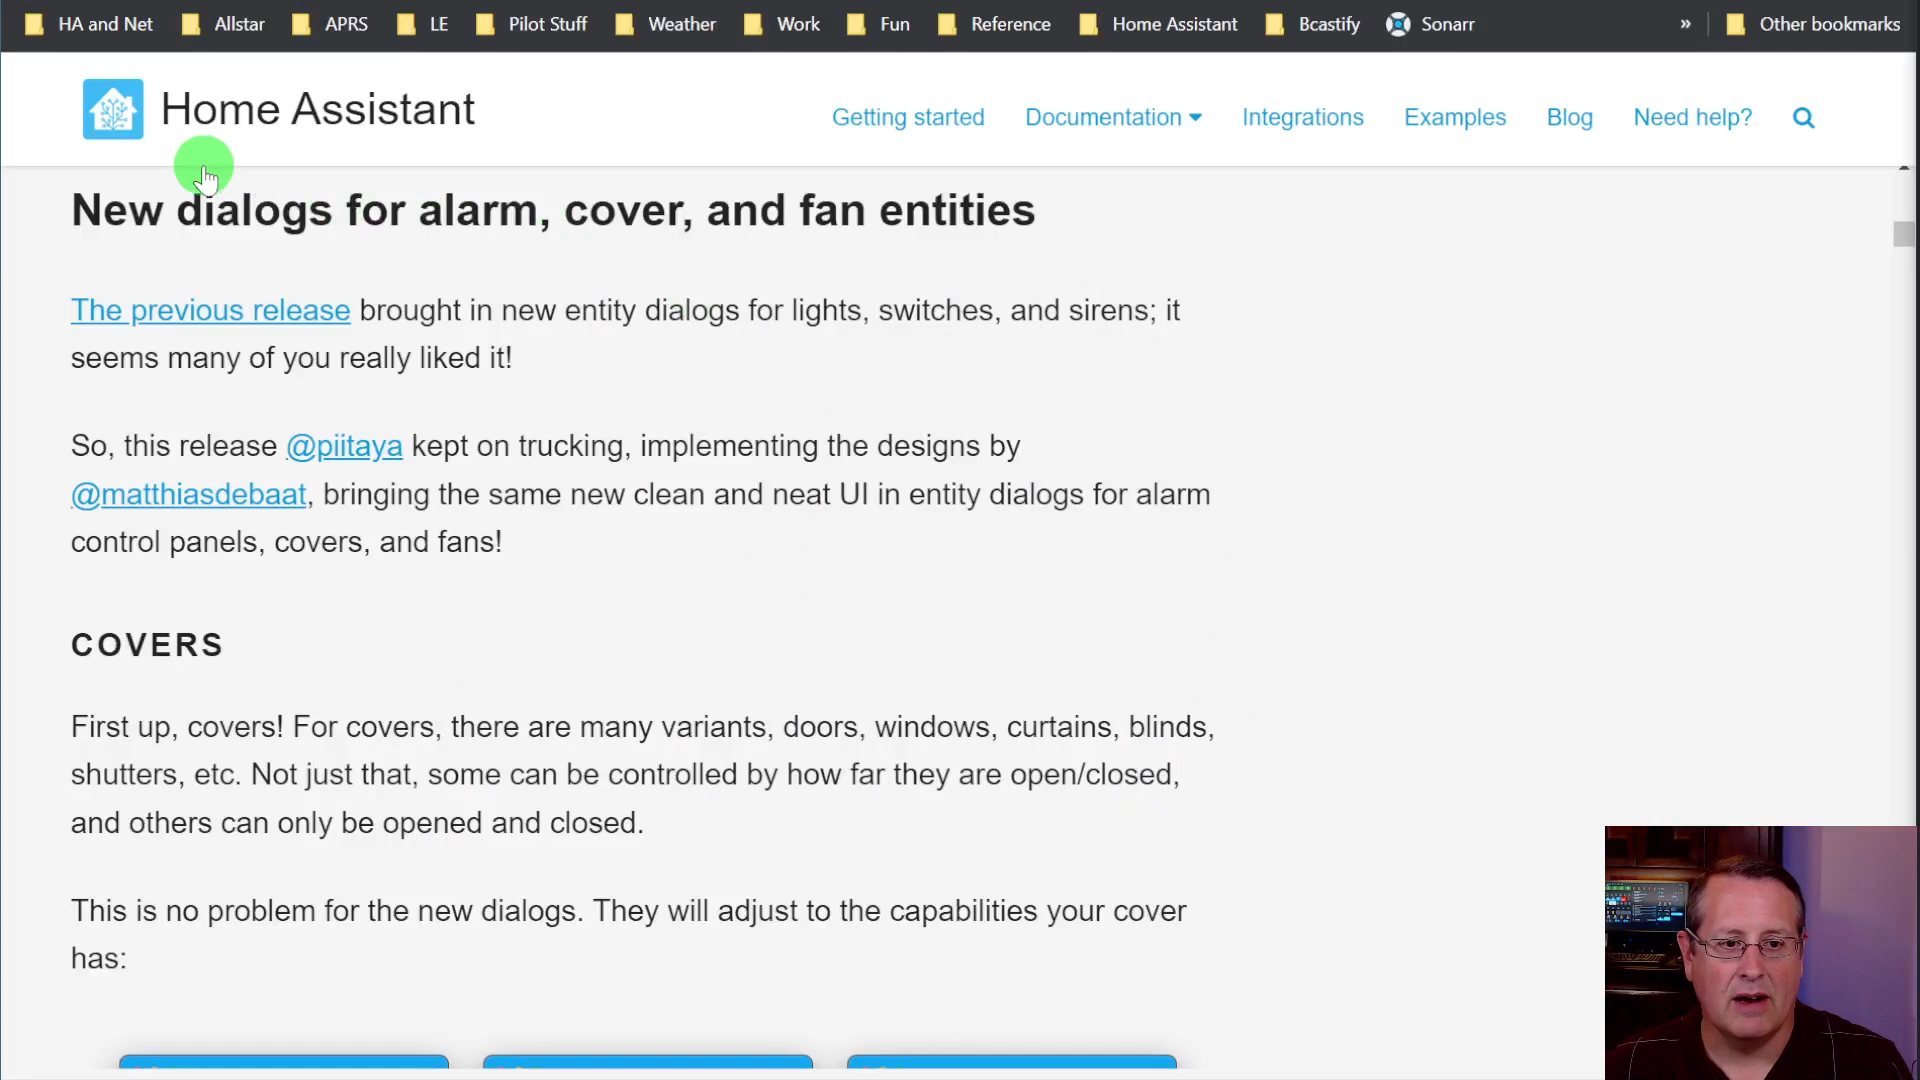 HA and Net Allstar APRS LE Pilot Stuff Weather Work Fun Reference Home Assistant Bcastify Sonarr » Other bookmarks
Home Assistant
Getting started Documentation Integrations Examples Blog Need help?
New dialogs for alarm, cover, and fan entities
The previous release brought in new entity dialogs for lights, switches, and sirens; it
seems many of you really liked it!
So, this release @piitaya kept on trucking, implementing the designs by
@matthiasdebaat, bringing the same new clean and neat UI in entity dialogs for alarm
control panels, covers, and fans!
COVERS
First up, covers! For covers, there are many variants, doors, windows, curtains, blinds,
shutters, etc. Not just that, some can be controlled by how far they are open/closed,
and others can only be opened and closed.
This is no problem for the new dialogs. They will adjust to the capabilities your cover
has: